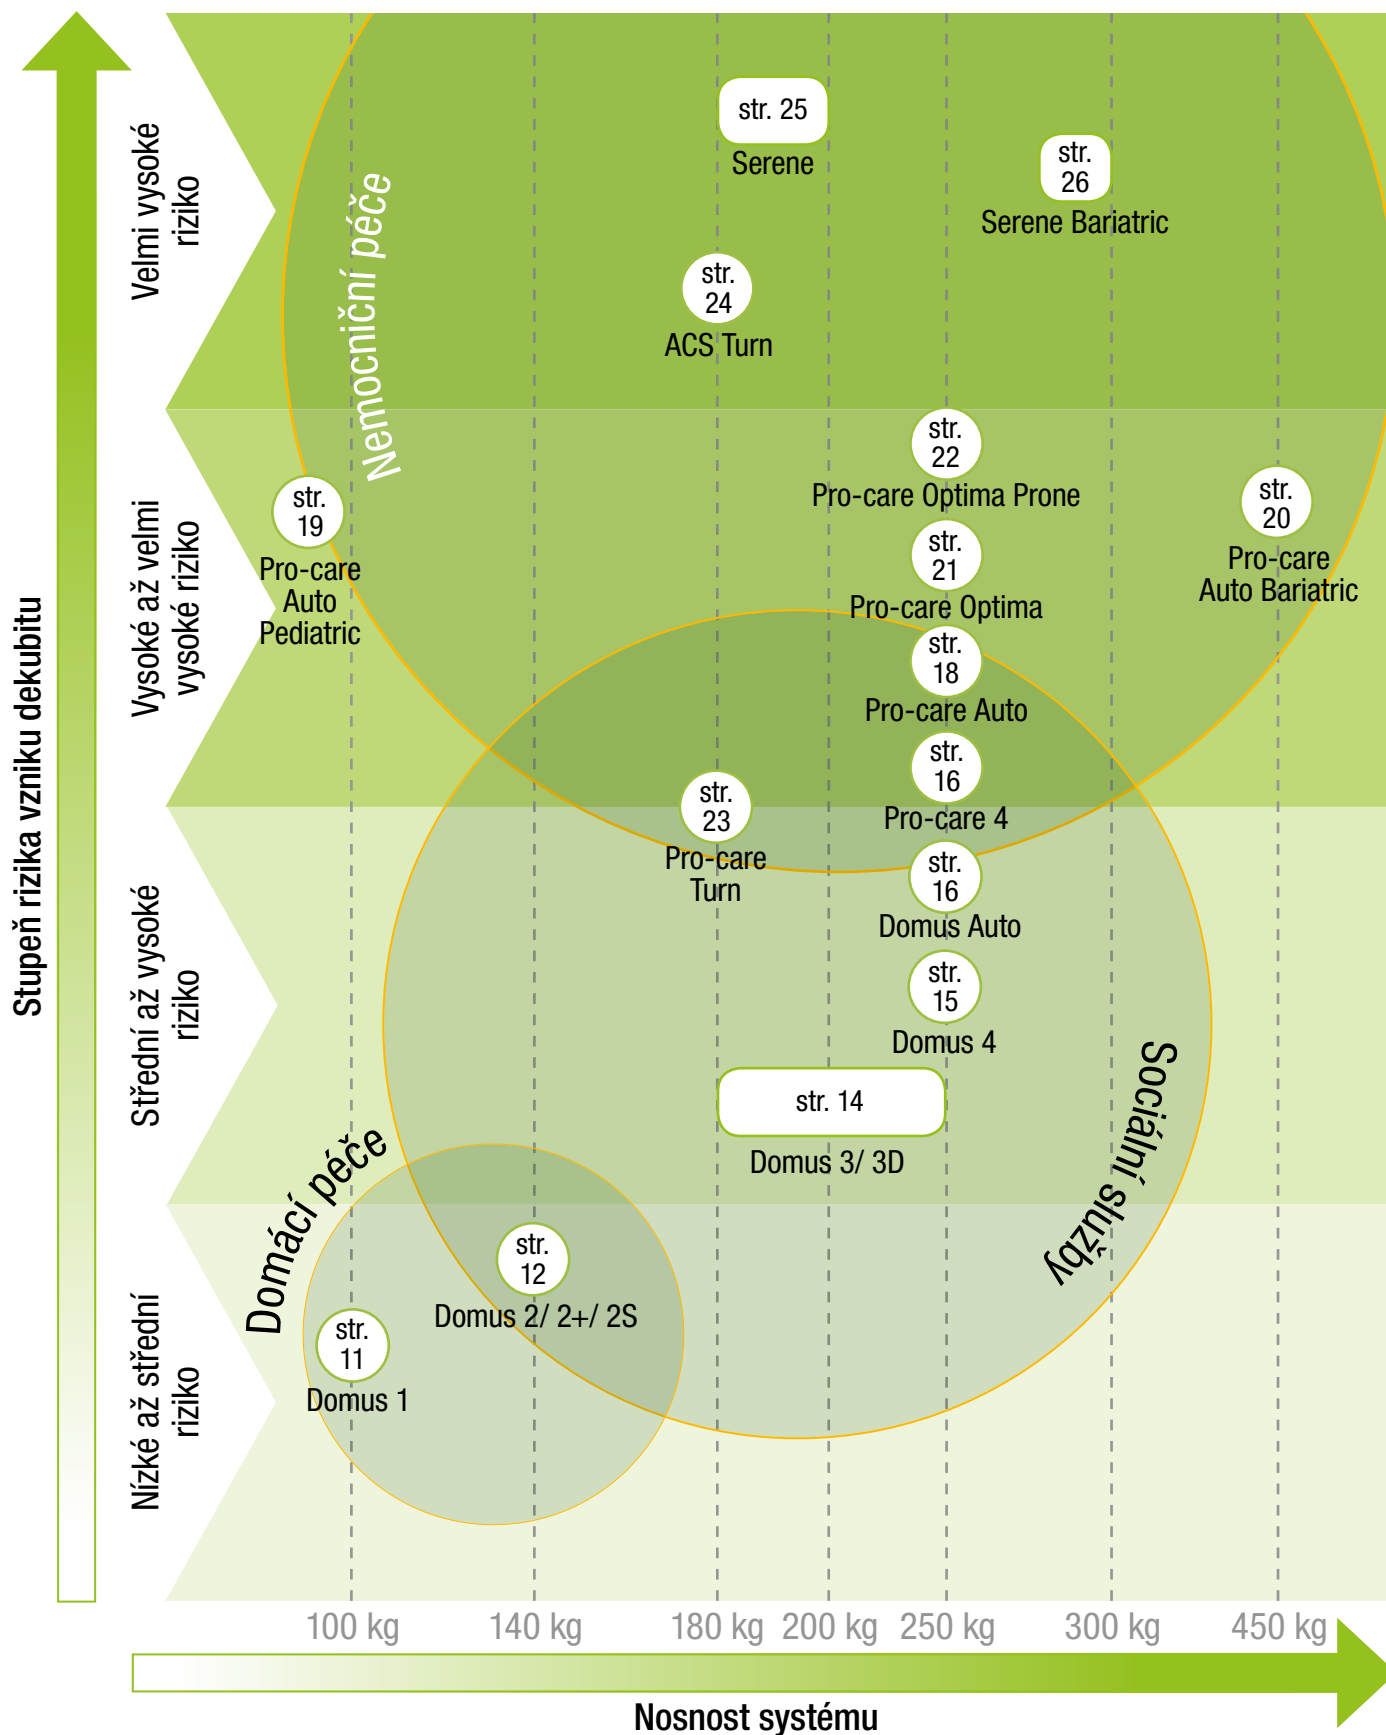 Stupeň rizika vzniku dekubitu
Velmi vysoké
riziko
Vysoké až velmi
vysoké riziko
Střední až vysoké
riziko
Nízké až střední
riziko
Nemocniční péče
str. 25
Serene
str.
26
Serene Bariatric
str.
24
ACS Turn
str.
22
Pro-care Optima Prone
str.
19
Pro-care
Auto
Pediatric
str.
20
Pro-care
Auto Bariatric
str.
21
Pro-care Optima
str.
18
Pro-care Auto
str.
16
Pro-care 4
str.
23
Pro-care
Turn
str.
16
Domus Auto
str.
15
Domus 4
Sociální služby
str. 14
Domus 3/ 3D
Domácí péče
str.
12
Domus 2/ 2+/ 2S
str.
11
Domus 1
100 kg
140 kg
180 kg
200 kg
250 kg
300 kg
450 kg
Nosnost systému